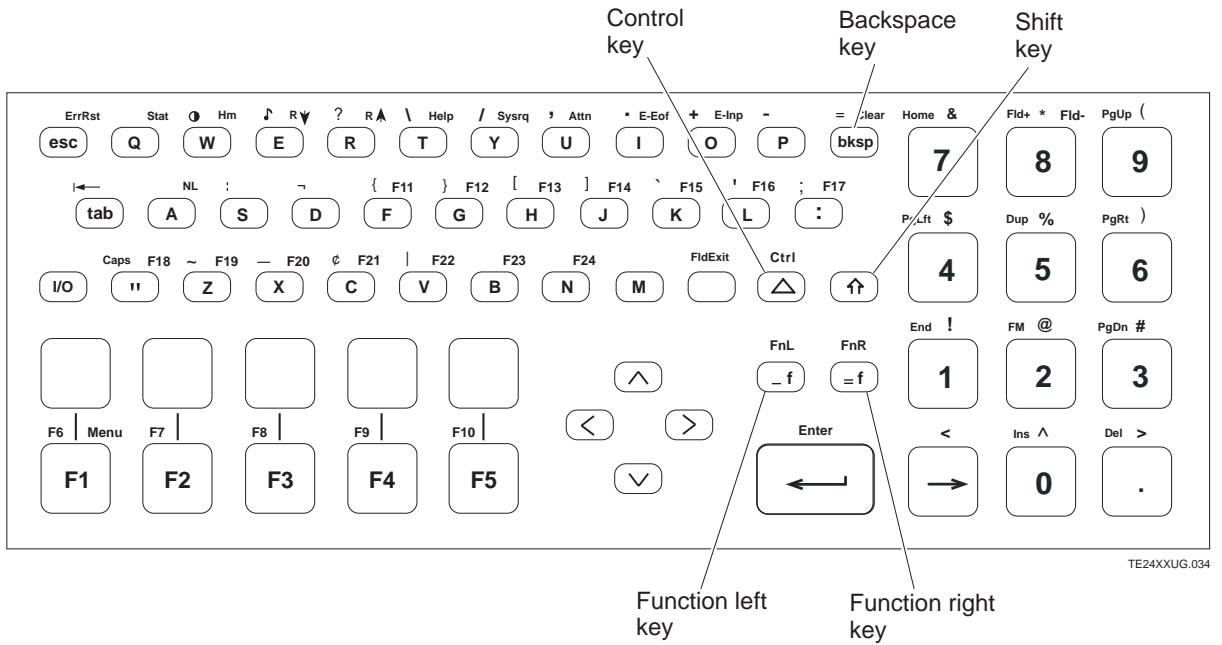 Control key
Backspace key
Shift key
ErrRst Stat ◑ Hm ♪ R ? R \ Help / Sysrq , Attn . E-Eof + E-Inp - = Clear Home & Fld+ * Fld- PgUp (
esc Q W E R T Y U I O P bksp 7 8 9
NL ¦ ¬ { F11 } F12 [ F13 ] F14 ` F15 ' F16 ; F17
tab A S D F G H J K L :
PgLft $ Dup % PgRt )
4 5 6
Caps F18 ~ F19 — F20 ¢ F21 | F22 F23 F24 FldExit Ctrl
I/O " Z X C V B N M
End ! FM @ PgDn #
1 2 3
FnL FnR
_ f = f
F6 Menu F7 F8 F9 F10
F1 F2 F3 F4 F5
Enter
< Ins ^ Del >
→ 0 .
TE24XXUG.034
Function left key
Function right key